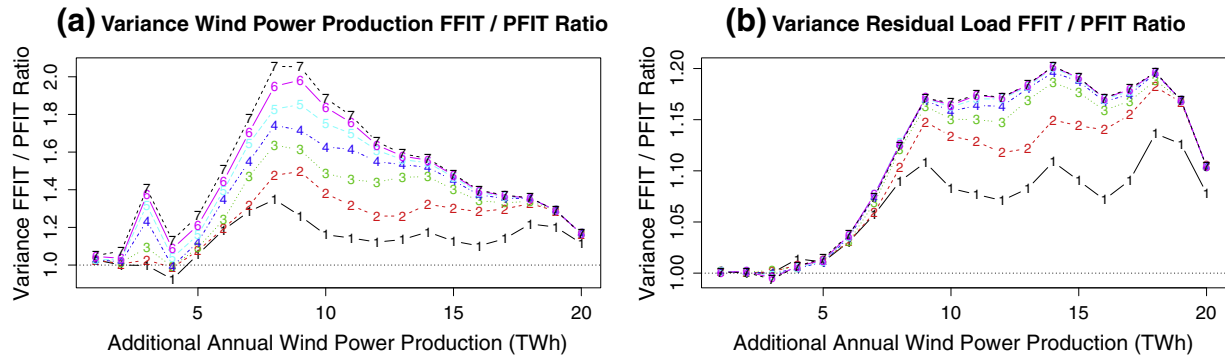 (a) Variance Wind Power Production FFIT / PFIT Ratio
Variance FFIT / PFIT Ratio
1.0 1.2 1.4 1.6 1.8 2.0
5 10 15 20
Additional Annual Wind Power Production (TWh)
(b) Variance Residual Load FFIT / PFIT Ratio
Variance FFIT / PFIT Ratio
1.00 1.05 1.10 1.15 1.20
5 10 15 20
Additional Annual Wind Power Production (TWh)